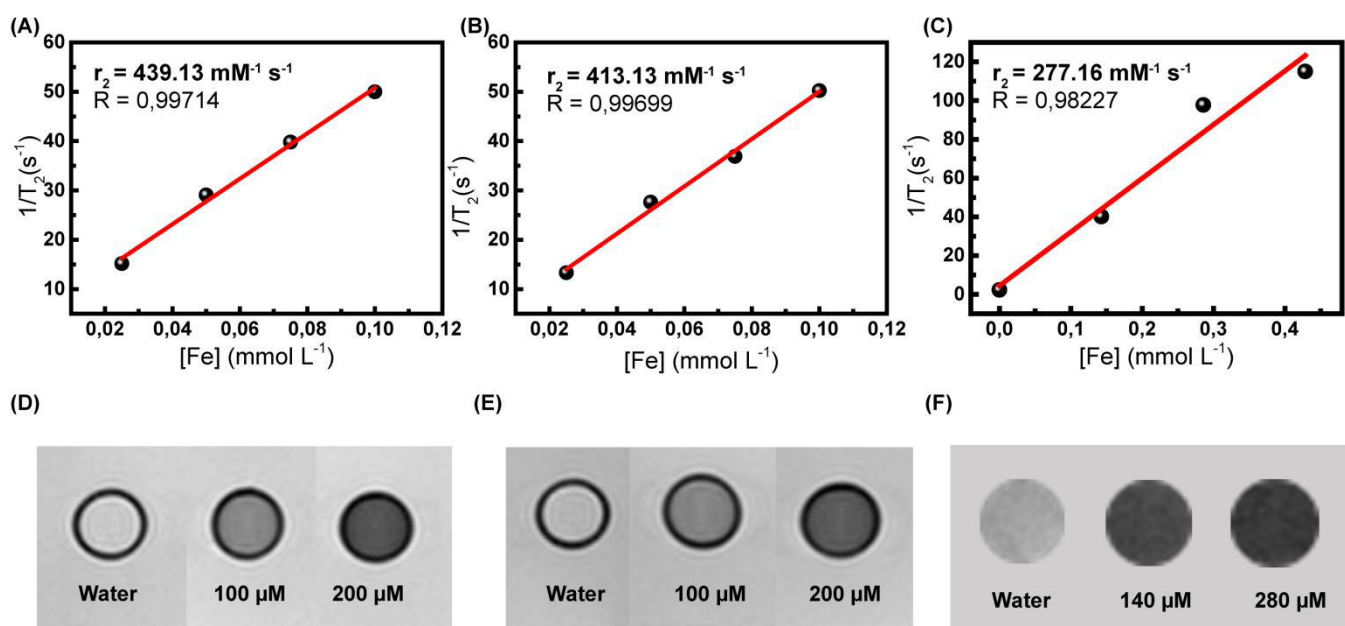 (A)
60
50
40
30
20
10
1/T₂(s⁻¹)
r₂ = 439.13 mM⁻¹ s⁻¹
R = 0,99714
0,02 0,04 0,06 0,08 0,10 0,12
[Fe] (mmol L⁻¹)
(B)
60
50
40
30
20
10
1/T₂(s⁻¹)
r₂ = 413.13 mM⁻¹ s⁻¹
R = 0,99699
0,02 0,04 0,06 0,08 0,10 0,12
[Fe] (mmol L⁻¹)
(C)
120
100
80
60
40
20
0
1/T₂(s⁻¹)
r₂ = 277.16 mM⁻¹ s⁻¹
R = 0,98227
0,0 0,1 0,2 0,3 0,4
[Fe] (mmol L⁻¹)
(D)
Water 100 µM 200 µM
(E)
Water 100 µM 200 µM
(F)
Water 140 µM 280 µM